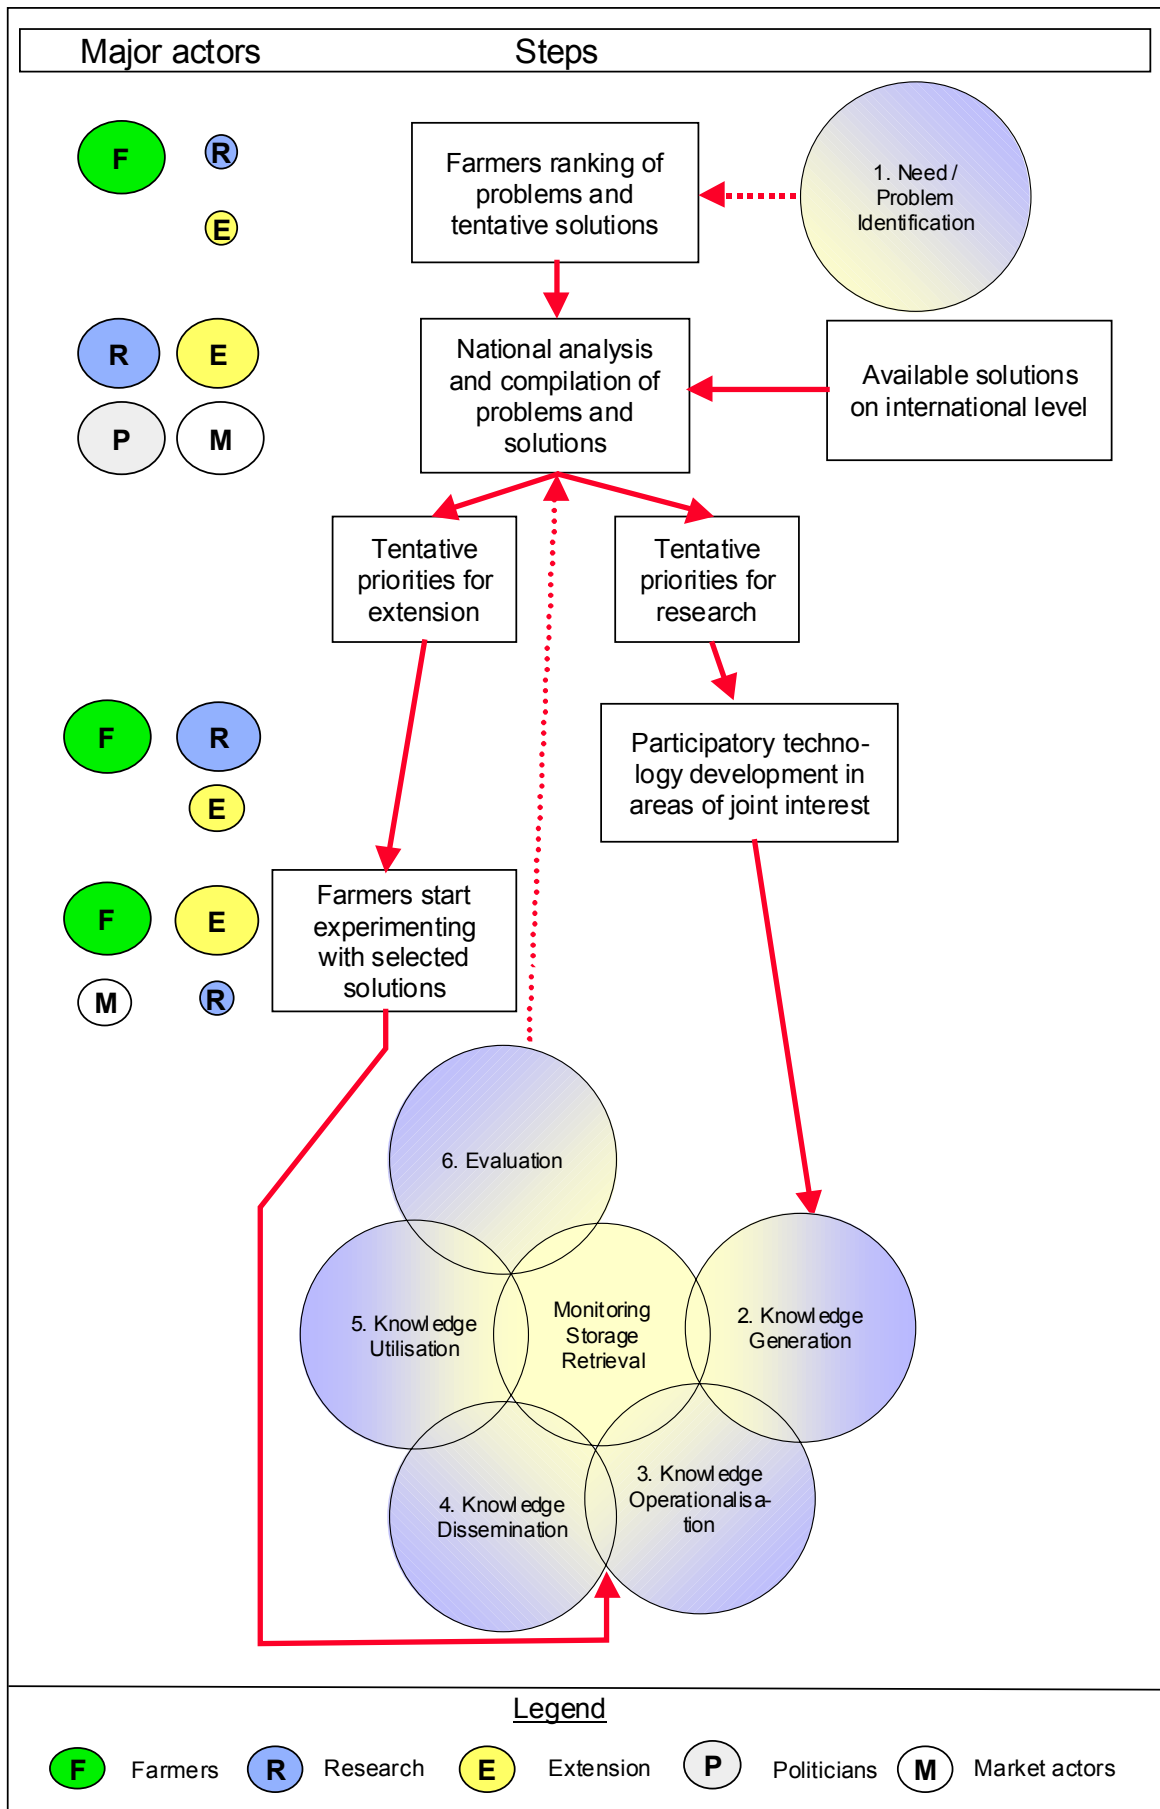 Major actors
Steps
F
R
E
Farmers ranking of
problems and
tentative solutions
1. Need /
Problem
Identification
R
E
P
M
National analysis
and compilation of
problems and
solutions
Available solutions
on international level
Tentative
priorities for
extension
Tentative
priorities for
research
F
R
E
Participatory techno-
logy development in
areas of joint interest
F
E
M
R
Farmers start
experimenting
with selected
solutions
6. Evaluation
5. Knowledge
Utilisation
Monitoring
Storage
Retrieval
2. Knowledge
Generation
4. Knowledge
Dissemination
3. Knowledge
Operationalisa-
tion
Legend
F Farmers
R Research
E Extension
P Politicians
M Market actors